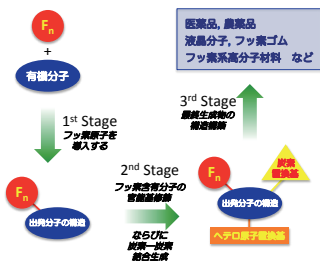 Fn
+
有機分子
1st Stage
フッ素原子を
導入する
Fn
出発分子の構造
2nd Stage
フッ素含有分子の
官能基修飾
ならびに
炭素ー炭素
結合生成
Fn
出発分子の構造
炭素
置換基
ヘテロ原子置換基
3rd Stage
最終生成物の
構造構築
医薬品, 農薬品
液晶分子, フッ素ゴム
フッ素系高分子材料 など